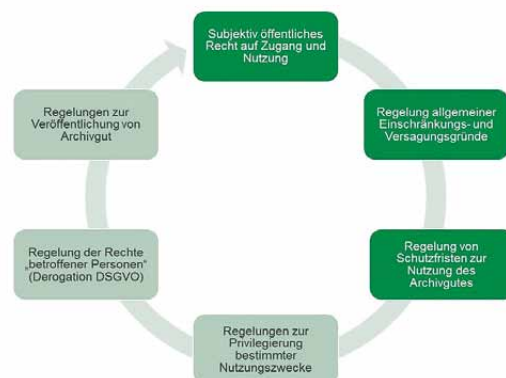 Subjektiv öffentliches
Recht auf Zugang und
Nutzung
Regelung allgemeiner
Einschränkungs- und
Versagungsgründe
Regelung von
Schutzfristen zur
Nutzung des
Archivgutes
Regelungen zur
Privilegierung
bestimmter
Nutzungszwecke
Regelung der Rechte
„betroffener Personen“
(Derogation DSGVO)
Regelungen zur
Veröffentlichung von
Archivgut